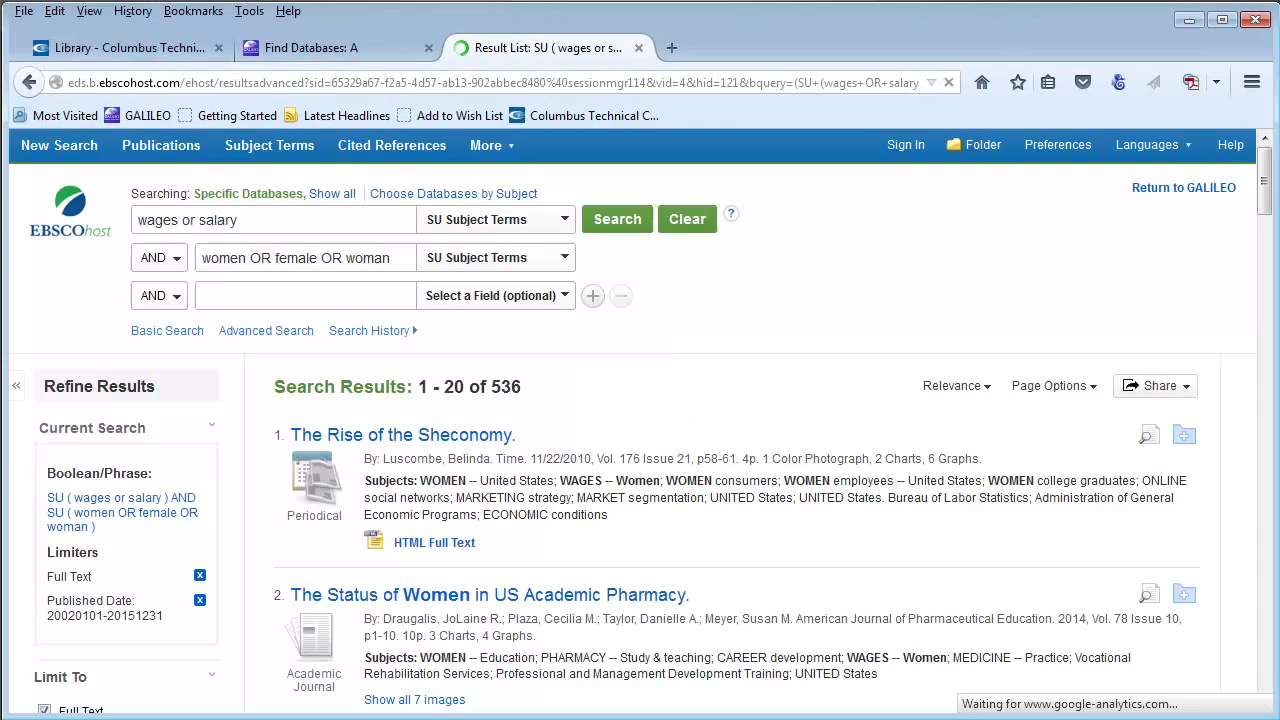 File Edit View History Bookmarks Tools Help
Library - Columbus Techni... × Find Databases: A × Result List: SU ( wages or s... × +
eds.b.ebscohost.com/ehost/resultsadvanced?sid=65329a67-f2a5-4d57-ab13-902abbec8480%40sessionmgr114&vid=4&hid=121&bquery=(SU+(wages+OR+salary
Most Visited GALILEO Getting Started Latest Headlines Add to Wish List Columbus Technical C...
New Search Publications Subject Terms Cited References More Sign In Folder Preferences Languages Help
Searching: Specific Databases, Show all Choose Databases by Subject Return to GALILEO
EBSCOhost
wages or salary SU Subject Terms Search Clear ?
AND women OR female OR woman SU Subject Terms
AND Select a Field (optional)
Basic Search Advanced Search Search History
« Refine Results
Current Search
Boolean/Phrase:
SU ( wages or salary ) AND
SU ( women OR female OR
woman )
Limiters
Full Text x
Published Date: x
20020101-20151231
Limit To
Full Text
Search Results: 1 - 20 of 536 Relevance Page Options Share
1. The Rise of the Sheconomy.
Periodical
By: Luscombe, Belinda. Time. 11/22/2010, Vol. 176 Issue 21, p58-61. 4p. 1 Color Photograph, 2 Charts, 6 Graphs.
Subjects: WOMEN -- United States; WAGES -- Women; WOMEN consumers; WOMEN employees -- United States; WOMEN college graduates; ONLINE
social networks; MARKETING strategy; MARKET segmentation; UNITED States; UNITED States. Bureau of Labor Statistics; Administration of General
Economic Programs; ECONOMIC conditions
HTML Full Text
2. The Status of Women in US Academic Pharmacy.
Academic
Journal
By: Draugalis, JoLaine R.; Plaza, Cecilia M.; Taylor, Danielle A.; Meyer, Susan M. American Journal of Pharmaceutical Education. 2014, Vol. 78 Issue 10,
p1-10. 10p. 3 Charts, 4 Graphs.
Subjects: WOMEN -- Education; PHARMACY -- Study & teaching; CAREER development; WAGES -- Women; MEDICINE -- Practice; Vocational
Rehabilitation Services; Professional and Management Development Training; UNITED States
Show all 7 images
Waiting for www.google-analytics.com...